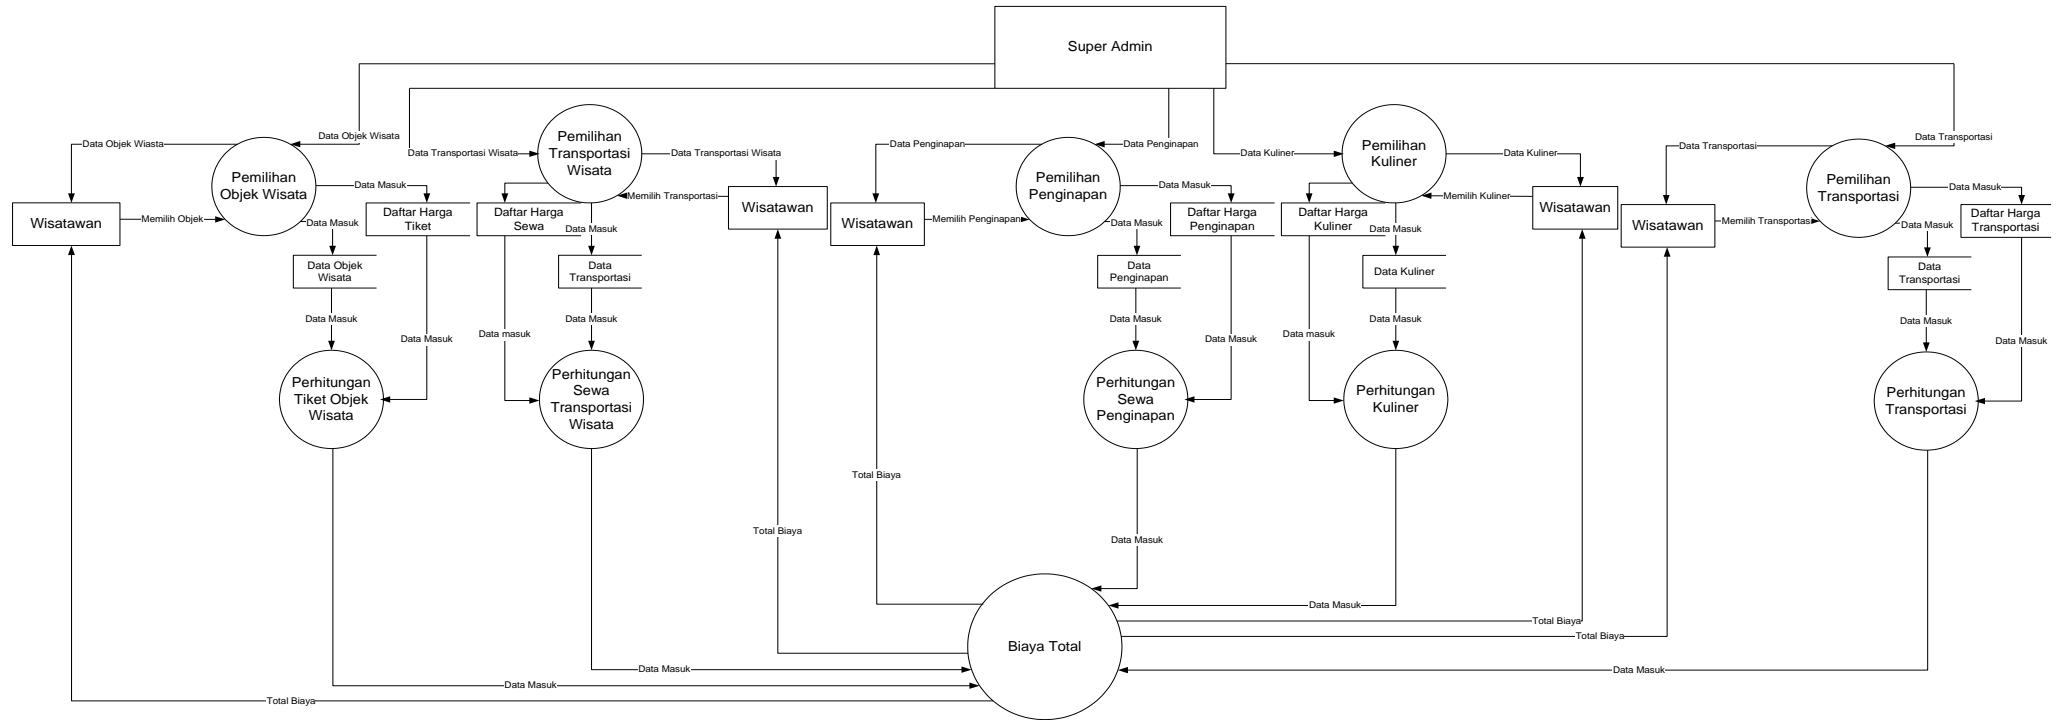 Super Admin
Data Objek Wiasta
Data Objek Wisata
Pemilihan
Objek Wisata
Data Masuk
Wisatawan
Memilih Objek
Data Masuk
Daftar Harga
Tiket
Data Objek
Wisata
Data Masuk
Data Masuk
Perhitungan
Tiket Objek
Wisata
Data Transportasi Wisata
Pemilihan
Transportasi
Wisata
Data Transportasi Wisata
Memilih Transportasi
Wisatawan
Daftar Harga
Sewa
Data Masuk
Data
Transportasi
Data masuk
Data Masuk
Perhitungan
Sewa
Transportasi
Wisata
Data Penginapan
Data Penginapan
Pemilihan
Penginapan
Data Masuk
Wisatawan
Memilih Penginapan
Data Masuk
Daftar Harga
Penginapan
Data
Penginapan
Data Masuk
Data Masuk
Perhitungan
Sewa
Penginapan
Data Kuliner
Pemilihan
Kuliner
Data Kuliner
Memilih Kuliner
Wisatawan
Daftar Harga
Kuliner
Data Masuk
Data Kuliner
Data masuk
Data Masuk
Perhitungan
Kuliner
Data Transportasi
Data Transportasi
Pemilihan
Transportasi
Data Masuk
Wisatawan
Memilih Transportasi
Data Masuk
Daftar Harga
Transportasi
Data
Transportasi
Data Masuk
Data Masuk
Perhitungan
Transportasi
Total Biaya
Total Biaya
Data Masuk
Data Masuk
Total Biaya
Total Biaya
Biaya Total
Data Masuk
Data Masuk
Data Masuk
Total Biaya